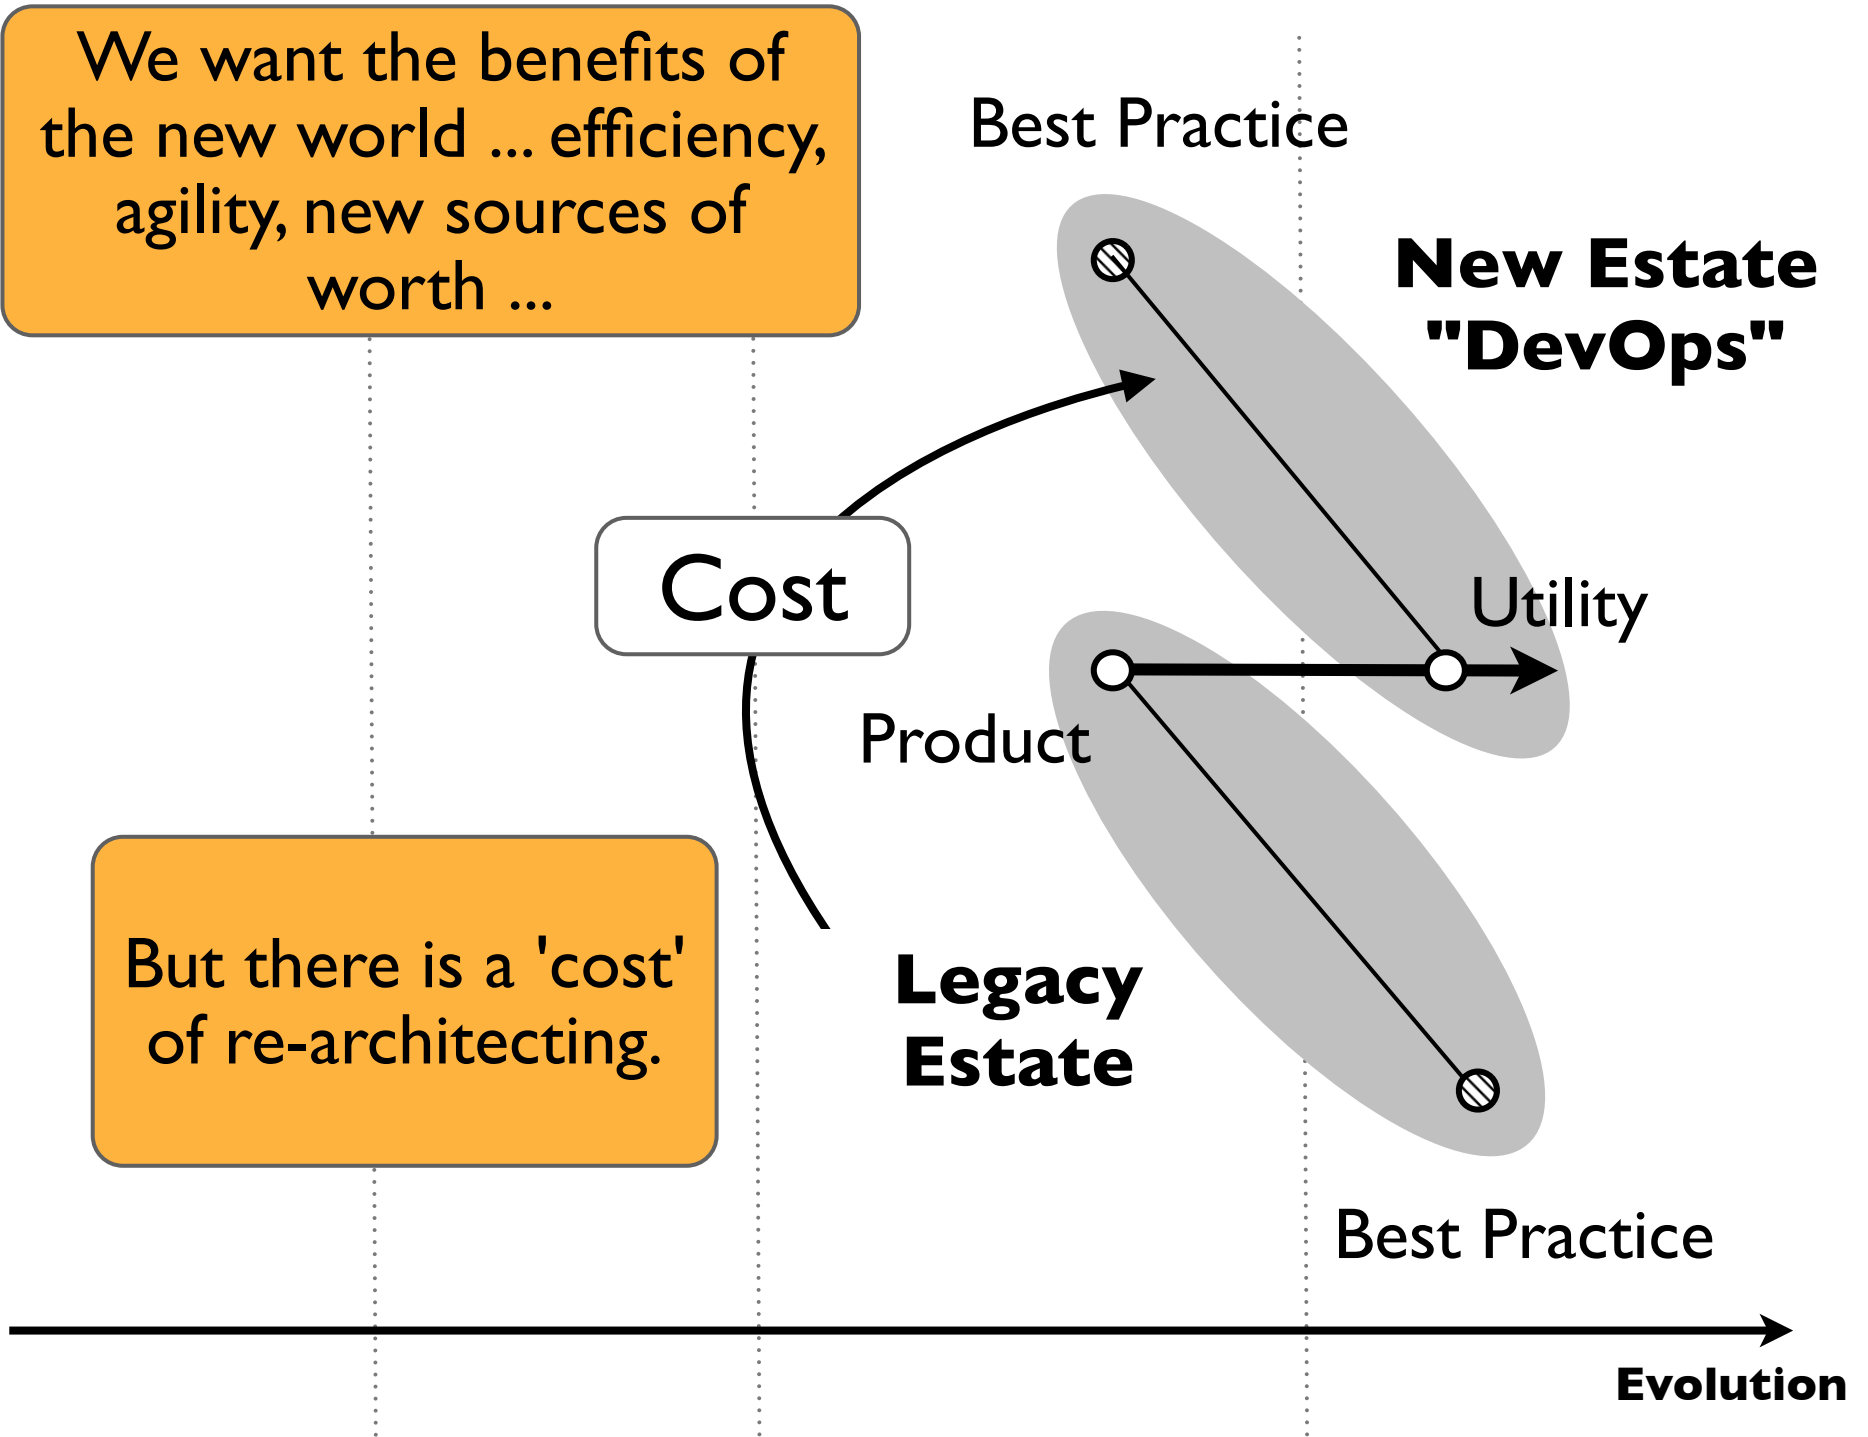 We want the benefits of
the new world ... efficiency,
agility, new sources of
worth ...
Best Practice
New Estate
"DevOps"
Cost
Utility
Product
But there is a 'cost'
of re-architecting.
Legacy
Estate
Best Practice
Evolution